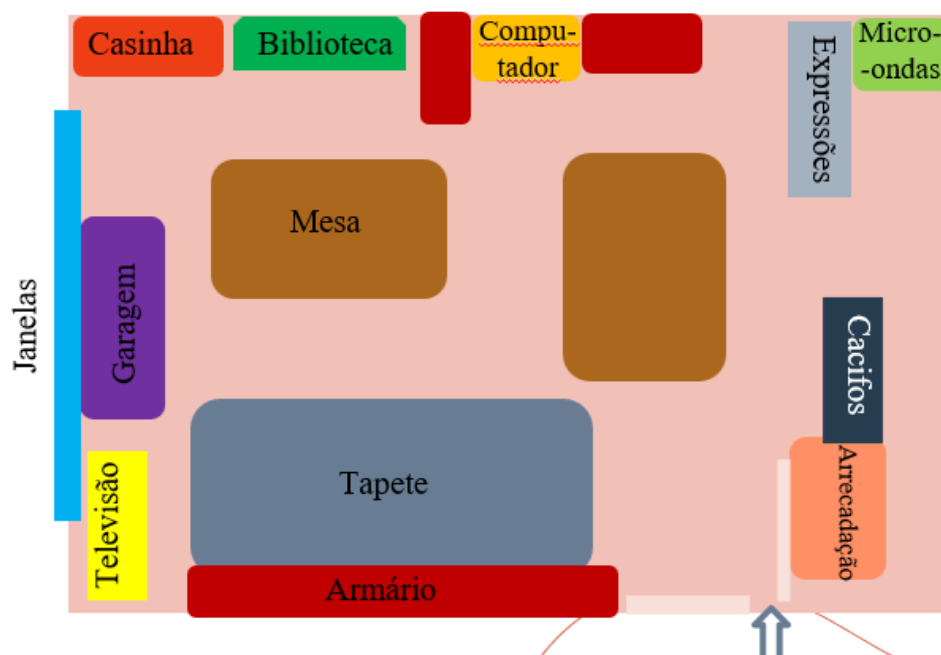 Casinha
Biblioteca
Compu-
tador
Expressões
Micro-
-ondas
Mesa
Janelas
Garagem
Cacifos
Televisão
Tapete
Arrecadação
Armário